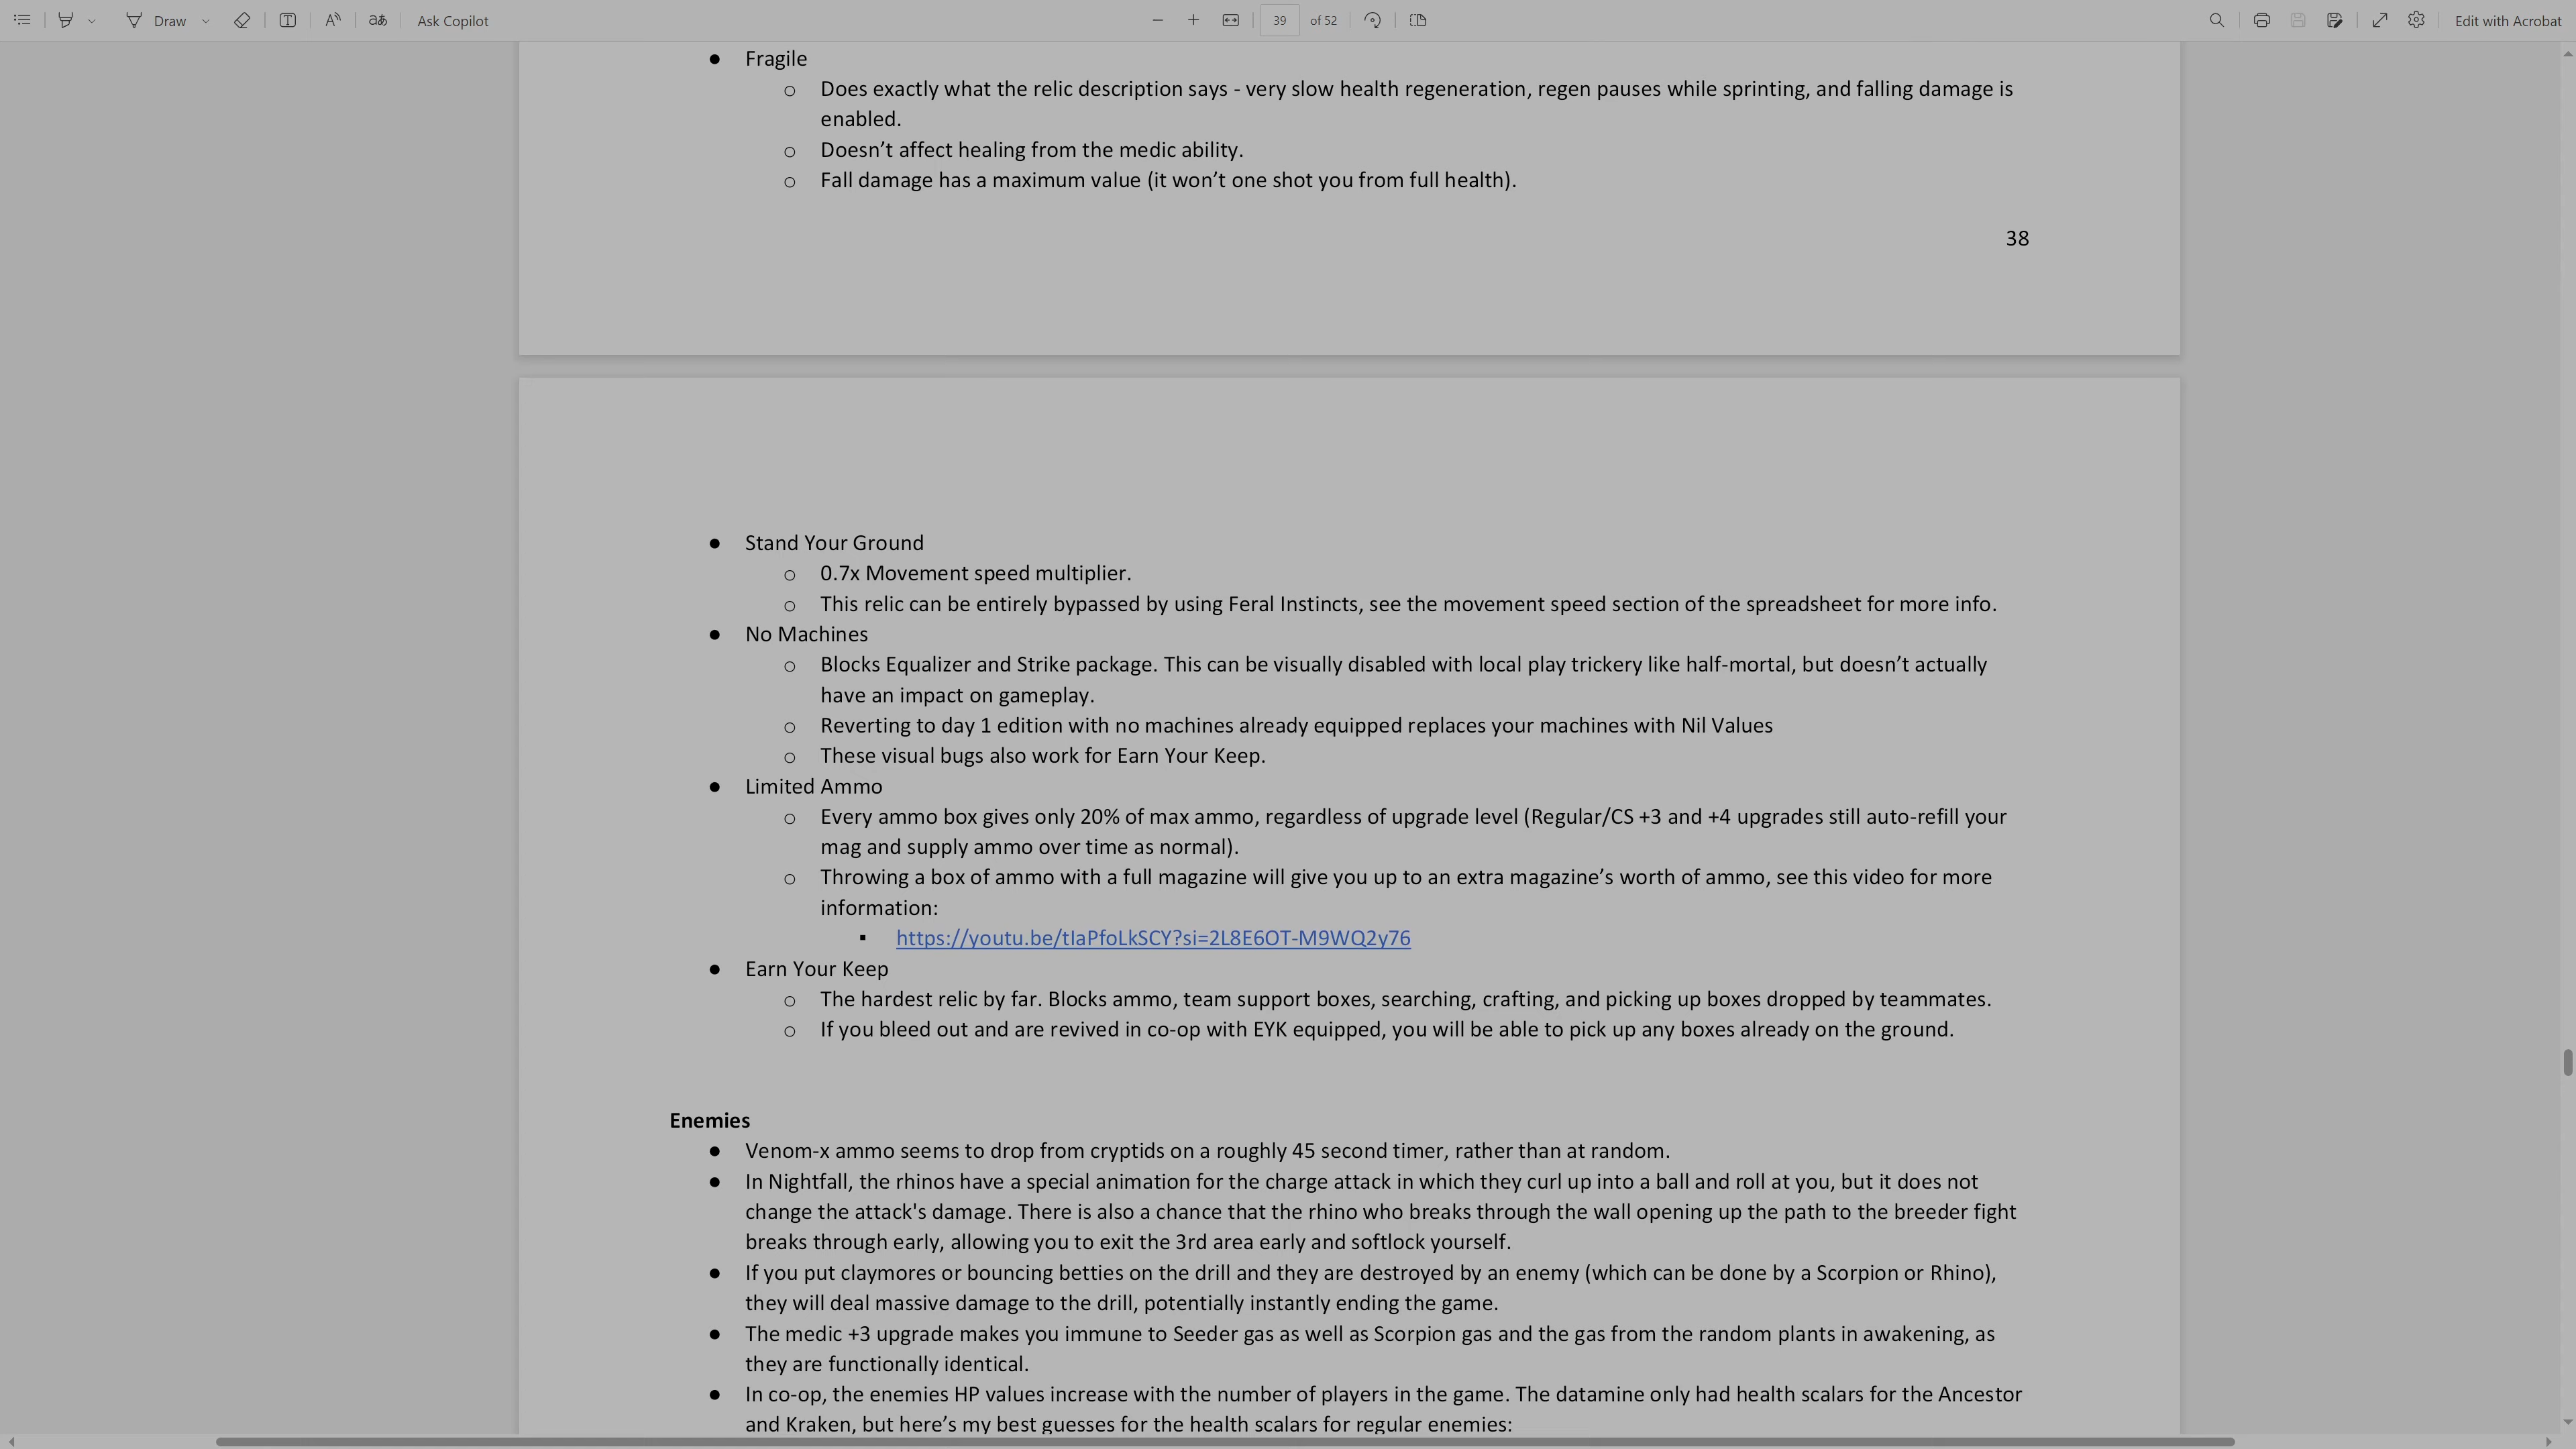 Draw
Ask Copilot
39 of 52
Edit with Acrobat
● Fragile
○ Does exactly what the relic description says - very slow health regeneration, regen pauses while sprinting, and falling damage is
enabled.
○ Doesn’t affect healing from the medic ability.
○ Fall damage has a maximum value (it won’t one shot you from full health).
38
● Stand Your Ground
○ 0.7x Movement speed multiplier.
○ This relic can be entirely bypassed by using Feral Instincts, see the movement speed section of the spreadsheet for more info.
● No Machines
○ Blocks Equalizer and Strike package. This can be visually disabled with local play trickery like half-mortal, but doesn’t actually
have an impact on gameplay.
○ Reverting to day 1 edition with no machines already equipped replaces your machines with Nil Values
○ These visual bugs also work for Earn Your Keep.
● Limited Ammo
○ Every ammo box gives only 20% of max ammo, regardless of upgrade level (Regular/CS +3 and +4 upgrades still auto-refill your
mag and supply ammo over time as normal).
○ Throwing a box of ammo with a full magazine will give you up to an extra magazine’s worth of ammo, see this video for more
information:
▪ https://youtu.be/tIaPfoLkSCY?si=2L8E6OT-M9WQ2y76
● Earn Your Keep
○ The hardest relic by far. Blocks ammo, team support boxes, searching, crafting, and picking up boxes dropped by teammates.
○ If you bleed out and are revived in co-op with EYK equipped, you will be able to pick up any boxes already on the ground.
Enemies
● Venom-x ammo seems to drop from cryptids on a roughly 45 second timer, rather than at random.
● In Nightfall, the rhinos have a special animation for the charge attack in which they curl up into a ball and roll at you, but it does not
change the attack's damage. There is also a chance that the rhino who breaks through the wall opening up the path to the breeder fight
breaks through early, allowing you to exit the 3rd area early and softlock yourself.
● If you put claymores or bouncing betties on the drill and they are destroyed by an enemy (which can be done by a Scorpion or Rhino),
they will deal massive damage to the drill, potentially instantly ending the game.
● The medic +3 upgrade makes you immune to Seeder gas as well as Scorpion gas and the gas from the random plants in awakening, as
they are functionally identical.
● In co-op, the enemies HP values increase with the number of players in the game. The datamine only had health scalars for the Ancestor
and Kraken, but here’s my best guesses for the health scalars for regular enemies: